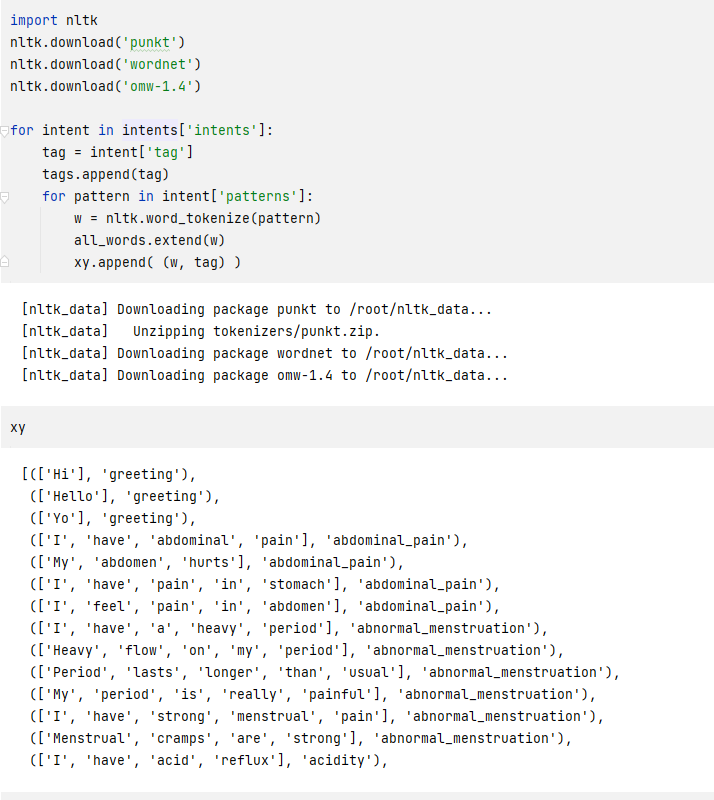 import nltk
nltk.download('punkt')
nltk.download('wordnet')
nltk.download('omw-1.4')
for intent in intents['intents']:
    tag = intent['tag']
    tags.append(tag)
    for pattern in intent['patterns']:
        w = nltk.word_tokenize(pattern)
        all_words.extend(w)
        xy.append( (w, tag) )
[nltk_data] Downloading package punkt to /root/nltk_data...
[nltk_data]   Unzipping tokenizers/punkt.zip.
[nltk_data] Downloading package wordnet to /root/nltk_data...
[nltk_data] Downloading package omw-1.4 to /root/nltk_data...
xy
[(['Hi'], 'greeting'),
 (['Hello'], 'greeting'),
 (['Yo'], 'greeting'),
 (['I', 'have', 'abdominal', 'pain'], 'abdominal_pain'),
 (['My', 'abdomen', 'hurts'], 'abdominal_pain'),
 (['I', 'have', 'pain', 'in', 'stomach'], 'abdominal_pain'),
 (['I', 'feel', 'pain', 'in', 'abdomen'], 'abdominal_pain'),
 (['I', 'have', 'a', 'heavy', 'period'], 'abnormal_menstruation'),
 (['Heavy', 'flow', 'on', 'my', 'period'], 'abnormal_menstruation'),
 (['Period', 'lasts', 'longer', 'than', 'usual'], 'abnormal_menstruation'),
 (['My', 'period', 'is', 'really', 'painful'], 'abnormal_menstruation'),
 (['I', 'have', 'strong', 'menstrual', 'pain'], 'abnormal_menstruation'),
 (['Menstrual', 'cramps', 'are', 'strong'], 'abnormal_menstruation'),
 (['I', 'have', 'acid', 'reflux'], 'acidity'),